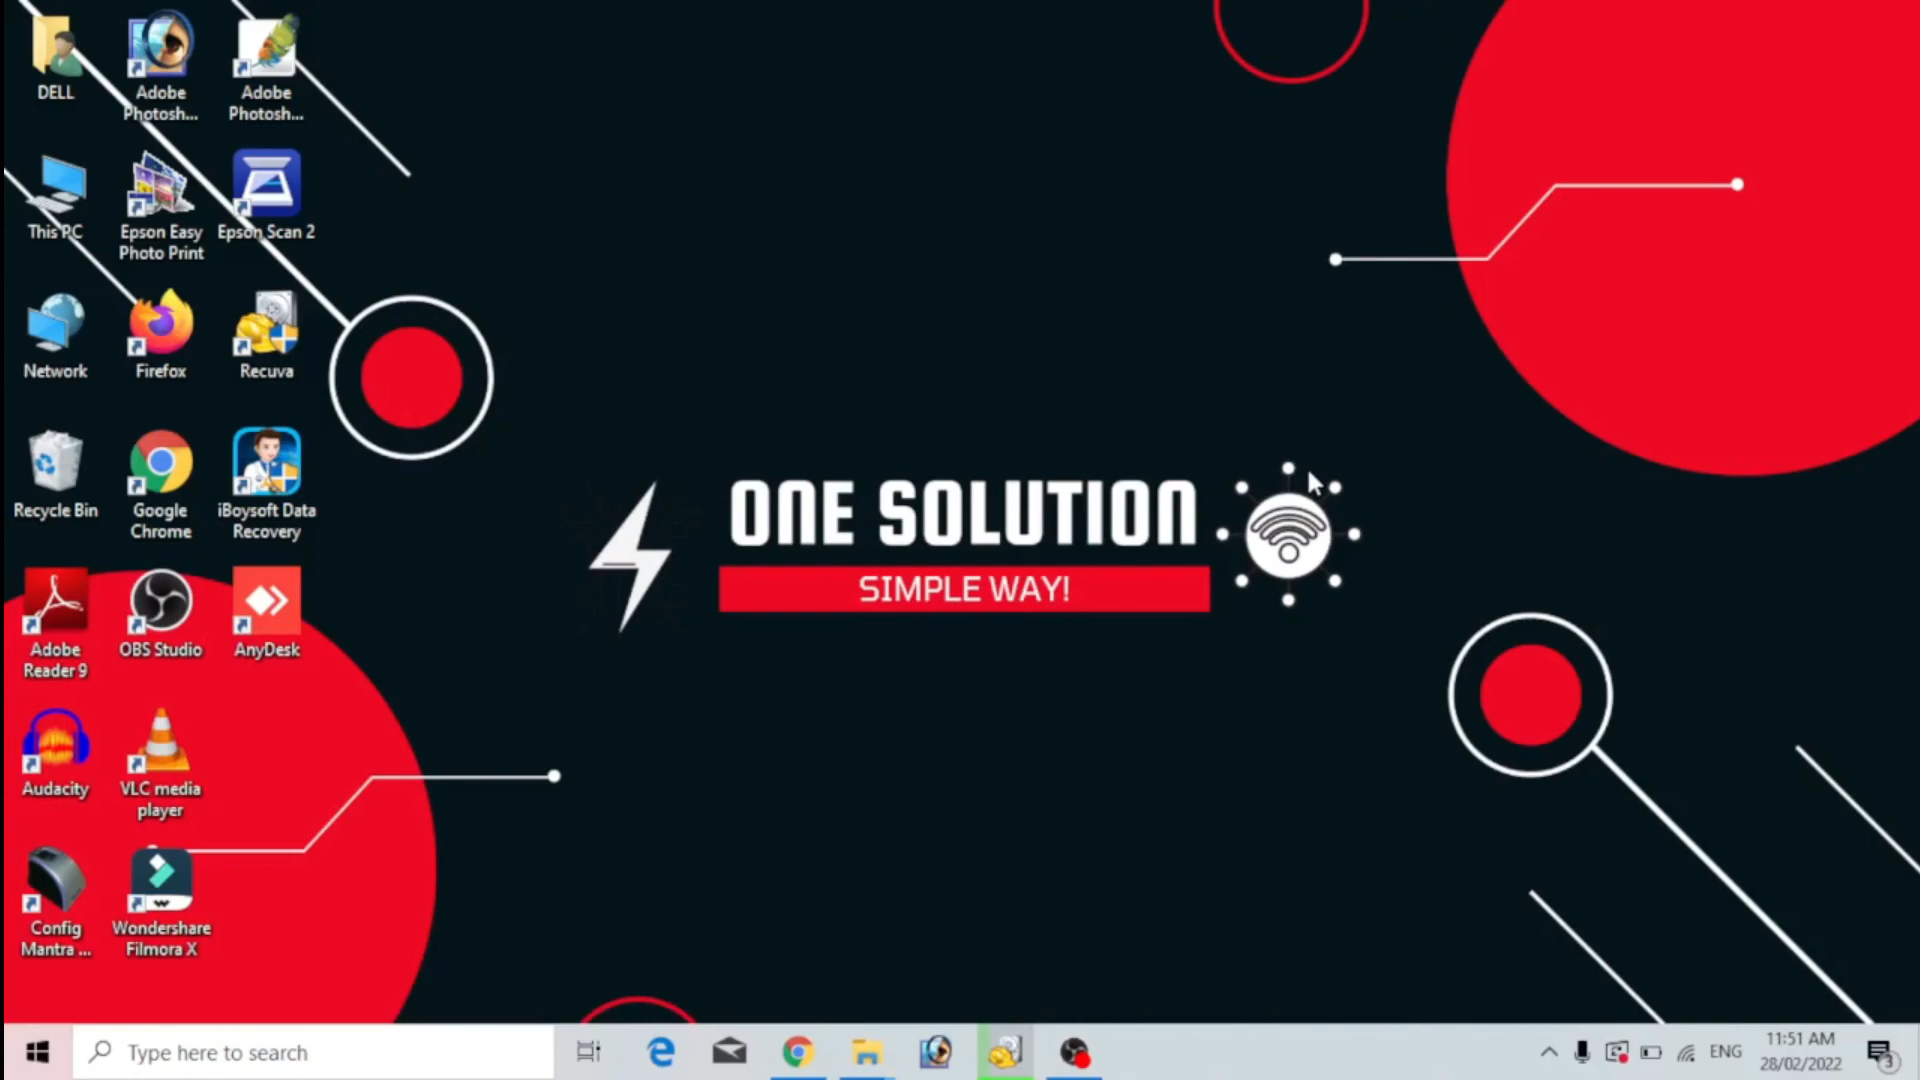 DELL
Adobe
Photosh...
Adobe
Photosh...
This PC
Epson Easy
Photo Print
Epson Scan 2
Network
Firefox
Recuva
Recycle Bin
Google
Chrome
iBoysoft Data
Recovery
Adobe
Reader 9
OBS Studio
AnyDesk
Audacity
VLC media
player
Config
Mantra ...
Wondershare
Filmora X
ONE SOLUTION
SIMPLE WAY!
Type here to search
ENG
11:51 AM
28/02/2022
3